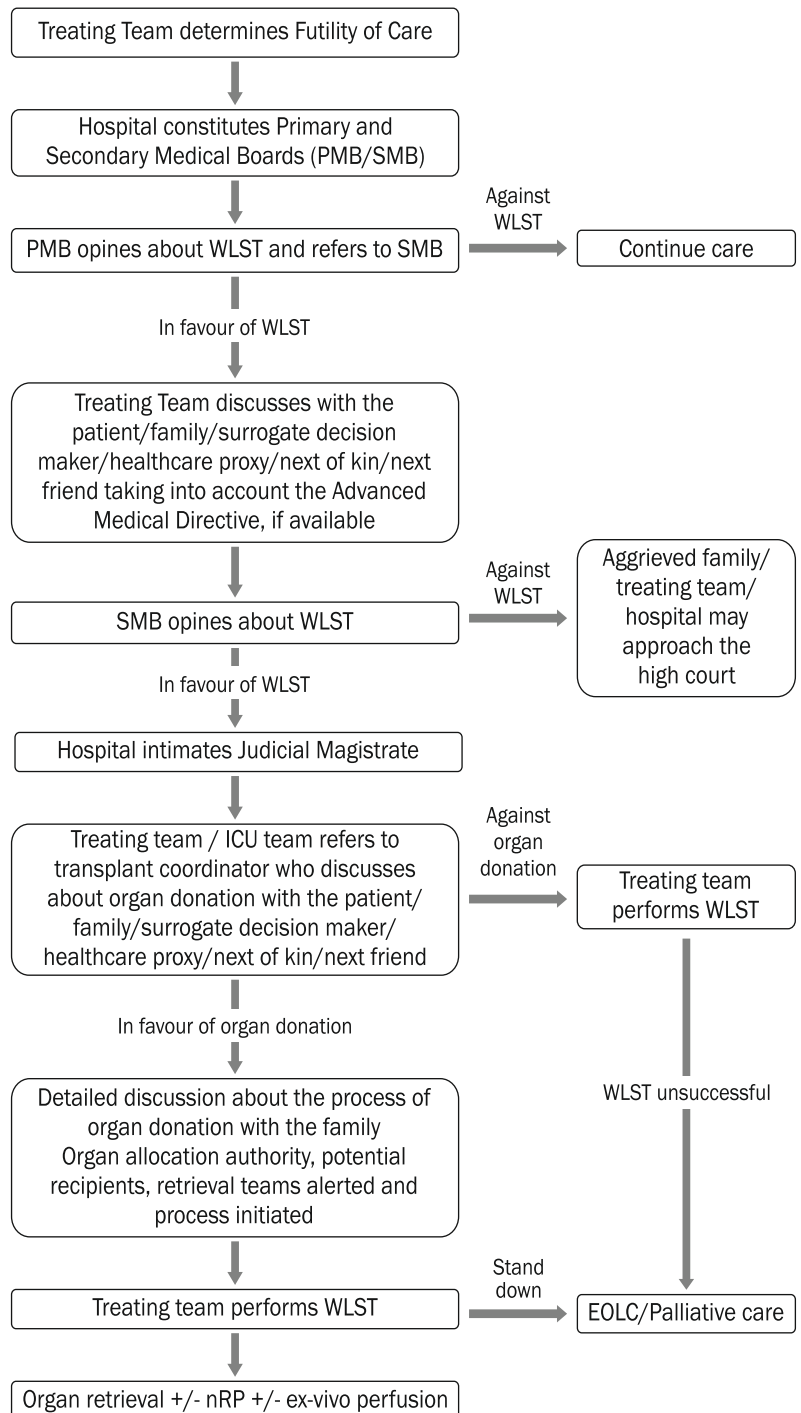 Treating Team determines Futility of Care
Hospital constitutes Primary and
Secondary Medical Boards (PMB/SMB)
Against
WLST
PMB opines about WLST and refers to SMB
Continue care
In favour of WLST
Treating Team discusses with the
patient/family/surrogate decision
maker/healthcare proxy/next of kin/next
friend taking into account the Advanced
Medical Directive, if available
Against
WLST
SMB opines about WLST
Aggrieved family/
treating team/
hospital may
approach the
high court
In favour of WLST
Hospital intimates Judicial Magistrate
Treating team / ICU team refers to
transplant coordinator who discusses
about organ donation with the patient/
family/surrogate decision maker/
healthcare proxy/next of kin/next friend
Against
organ
donation
Treating team
performs WLST
In favour of organ donation
WLST unsuccessful
Detailed discussion about the process of
organ donation with the family
Organ allocation authority, potential
recipients, retrieval teams alerted and
process initiated
Stand
down
Treating team performs WLST
EOLC/Palliative care
Organ retrieval +/- nRP +/- ex-vivo perfusion